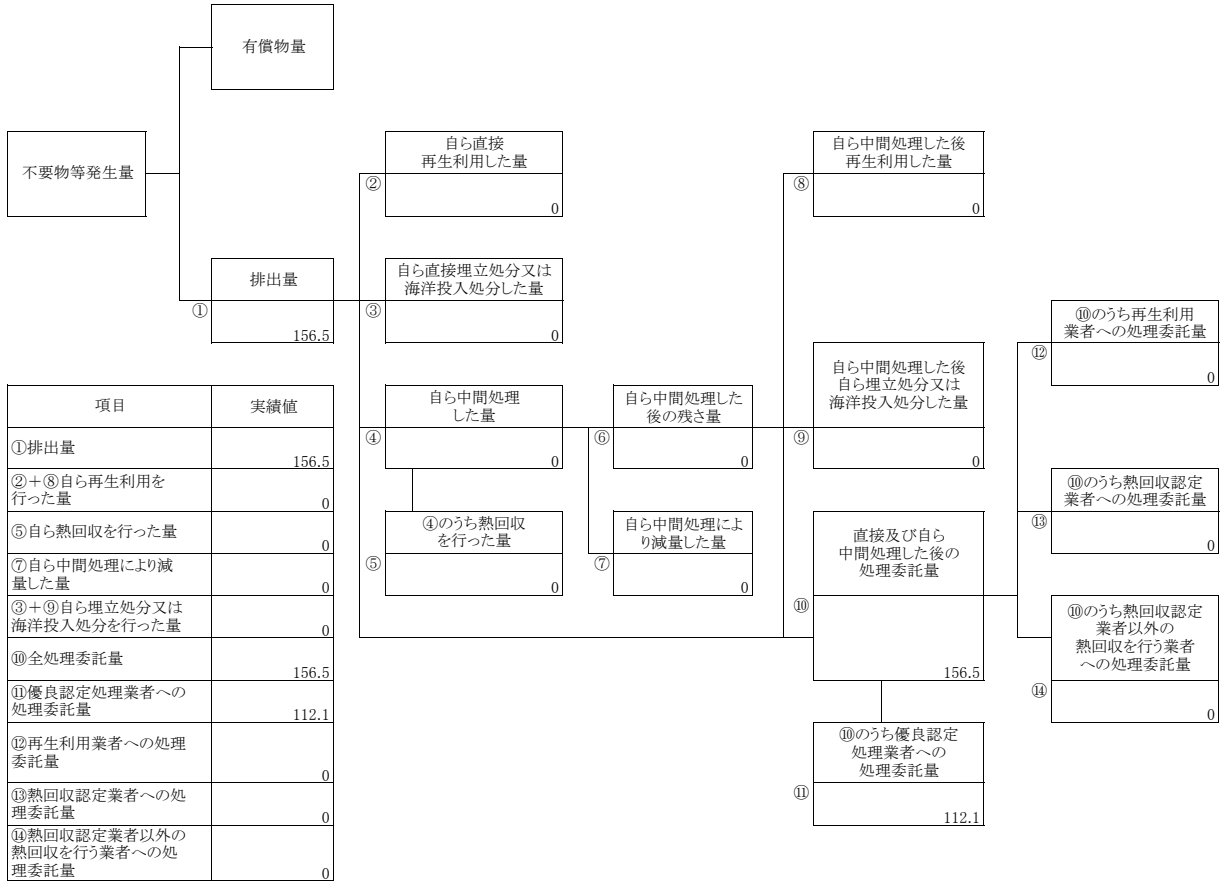 有償物量
不要物等発生量
自ら直接
再生利用した量
②
0
自ら中間処理した後
再生利用した量
⑧
0
排出量
①
156.5
自ら直接埋立処分又は
海洋投入処分した量
③
0
⑩のうち再生利用
業者への処理委託量
⑫
0
自ら中間処理した後
自ら埋立処分又は
海洋投入処分した量
⑨
0
自ら中間処理
した量
④
0
自ら中間処理した
後の残さ量
⑥
0
⑩のうち熱回収認定
業者への処理委託量
⑬
0
④のうち熱回収
を行った量
⑤
0
自ら中間処理によ
り減量した量
⑦
0
直接及び自ら
中間処理した後の
処理委託量
⑩
156.5
⑩のうち熱回収認定
業者以外の
熱回収を行う業者
への処理委託量
⑭
0
⑩のうち優良認定
処理業者への
処理委託量
⑪
112.1
項目 実績値
①排出量
156.5
②+⑧自ら再生利用を
行った量
0
⑤自ら熱回収を行った量
0
⑦自ら中間処理により減
量した量
0
③+⑨自ら埋立処分又は
海洋投入処分を行った量
0
⑩全処理委託量
156.5
⑪優良認定処理業者への
処理委託量
112.1
⑫再生利用業者への処理
委託量
0
⑬熱回収認定業者への処
理委託量
0
⑭熱回収認定業者以外の
熱回収を行う業者への処
理委託量
0